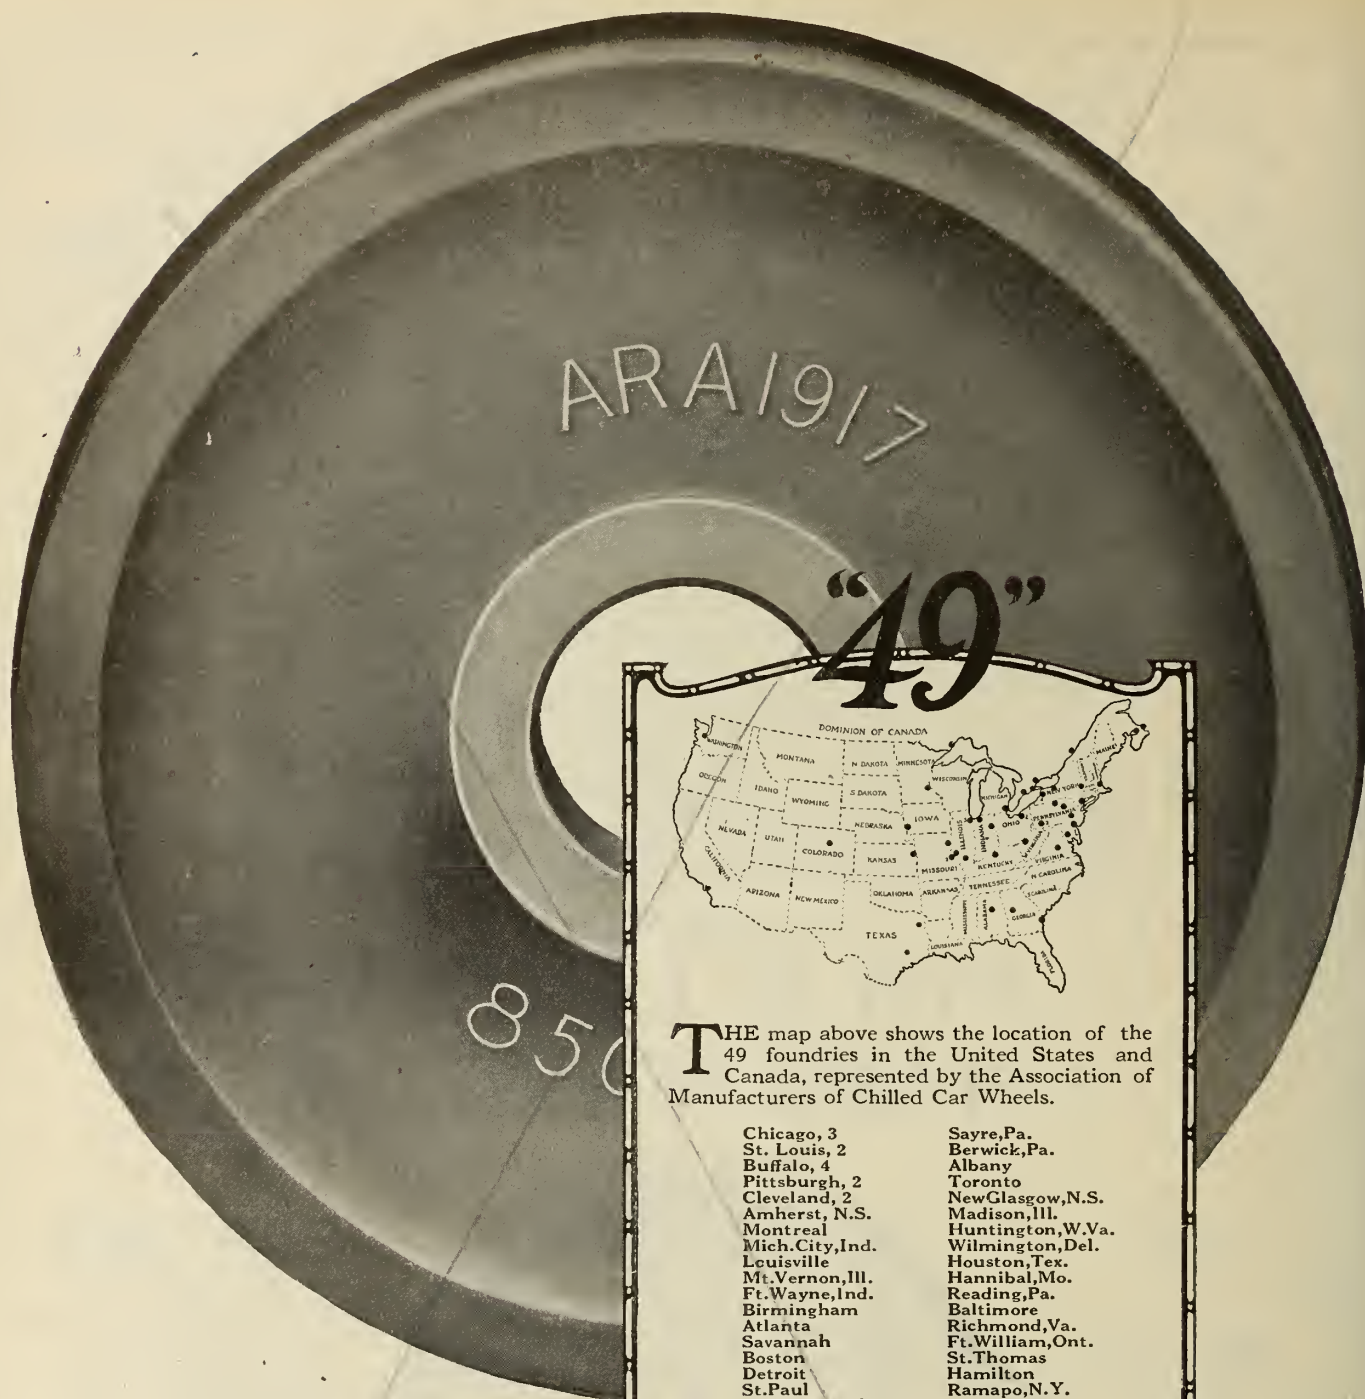 ARA1917
"49"
DOMINION OF CANADA
WASHINGTON
MONTANA
N DAKOTA
MINNESOTA
MAINE
OREGON
IDAHO
WYOMING
S DAKOTA
WISCONSIN
MICHIGAN
NEW YORK
NEVADA
UTAH
COLORADO
NEBRASKA
IOWA
ILLINOIS
INDIANA
OHIO
PENNSYLVANIA
CALIFORNIA
KANSAS
MISSOURI
KENTUCKY
VIRGINIA
ARIZONA
NEW MEXICO
OKLAHOMA
ARKANSAS
TENNESSEE
N CAROLINA
S CAROLINA
TEXAS
LOUISIANA
MISSISSIPPI
ALABAMA
GEORGIA
FLORIDA
850
THE map above shows the location of the
49 foundries in the United States and
Canada, represented by the Association of
Manufacturers of Chilled Car Wheels.
Chicago, 3
St. Louis, 2
Buffalo, 4
Pittsburgh, 2
Cleveland, 2
Amherst, N.S.
Montreal
Mich.City,Ind.
Louisville
Mt.Vernon,Ill.
Ft.Wayne,Ind.
Birmingham
Atlanta
Savannah
Boston
Detroit
St.Paul
Sayre,Pa.
Berwick,Pa.
Albany
Toronto
NewGlasgow,N.S.
Madison,Ill.
Huntington,W.Va.
Wilmington,Del.
Houston,Tex.
Hannibal,Mo.
Reading,Pa.
Baltimore
Richmond,Va.
Ft.William,Ont.
St.Thomas
Hamilton
Ramapo,N.Y.